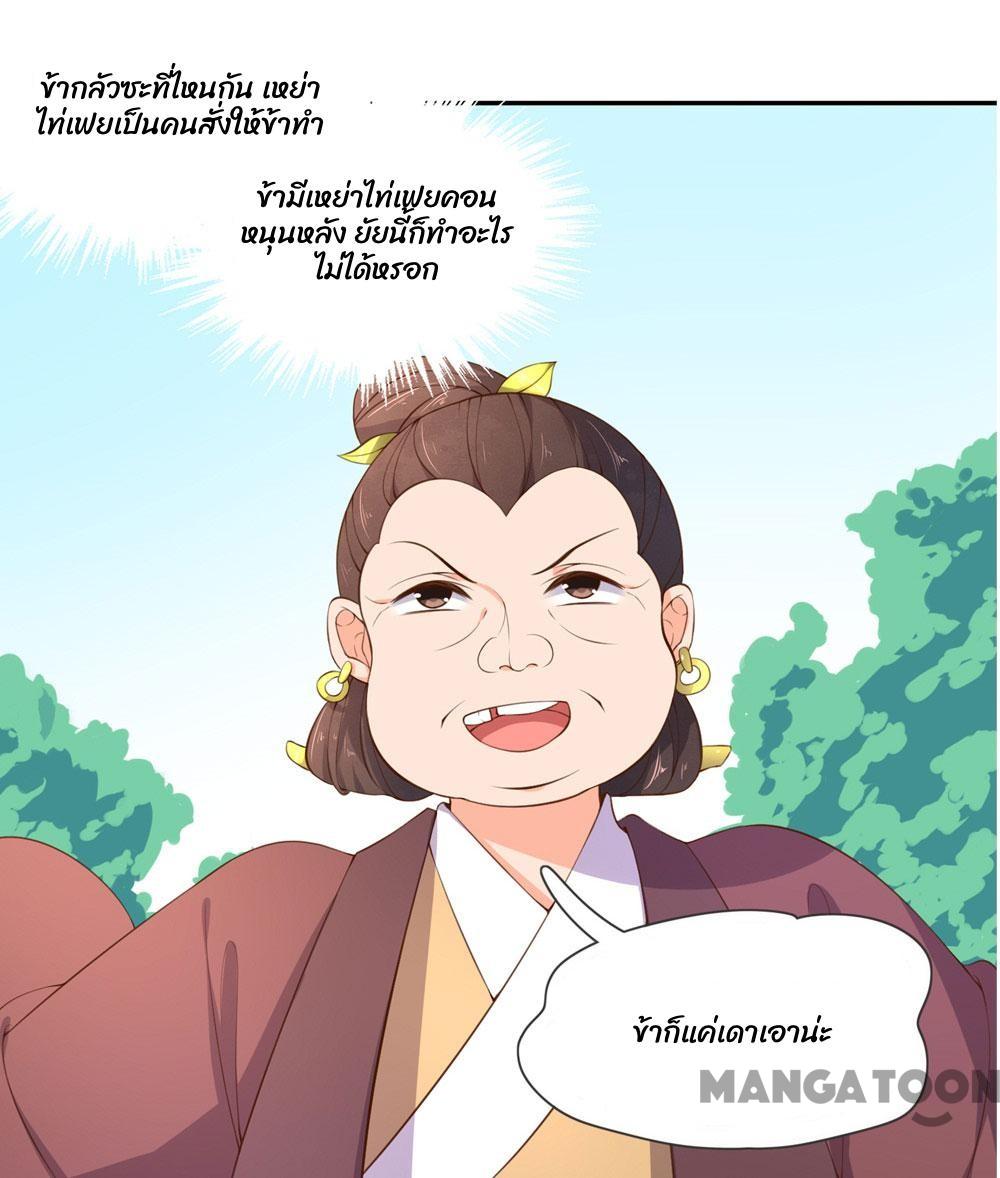 ข้ากลัวซะที่ไหนกัน เหย่า
ไท่เฟยเป็นคนสั่งให้ข้าทำ
ข้ามีเหย่าไท่เฟยคอน
หนุนหลัง ยัยนี้ก็ทำอะไร
ไม่ได้หรอก
ข้าก็แค่เดาเอาน่ะ
MANGATOON